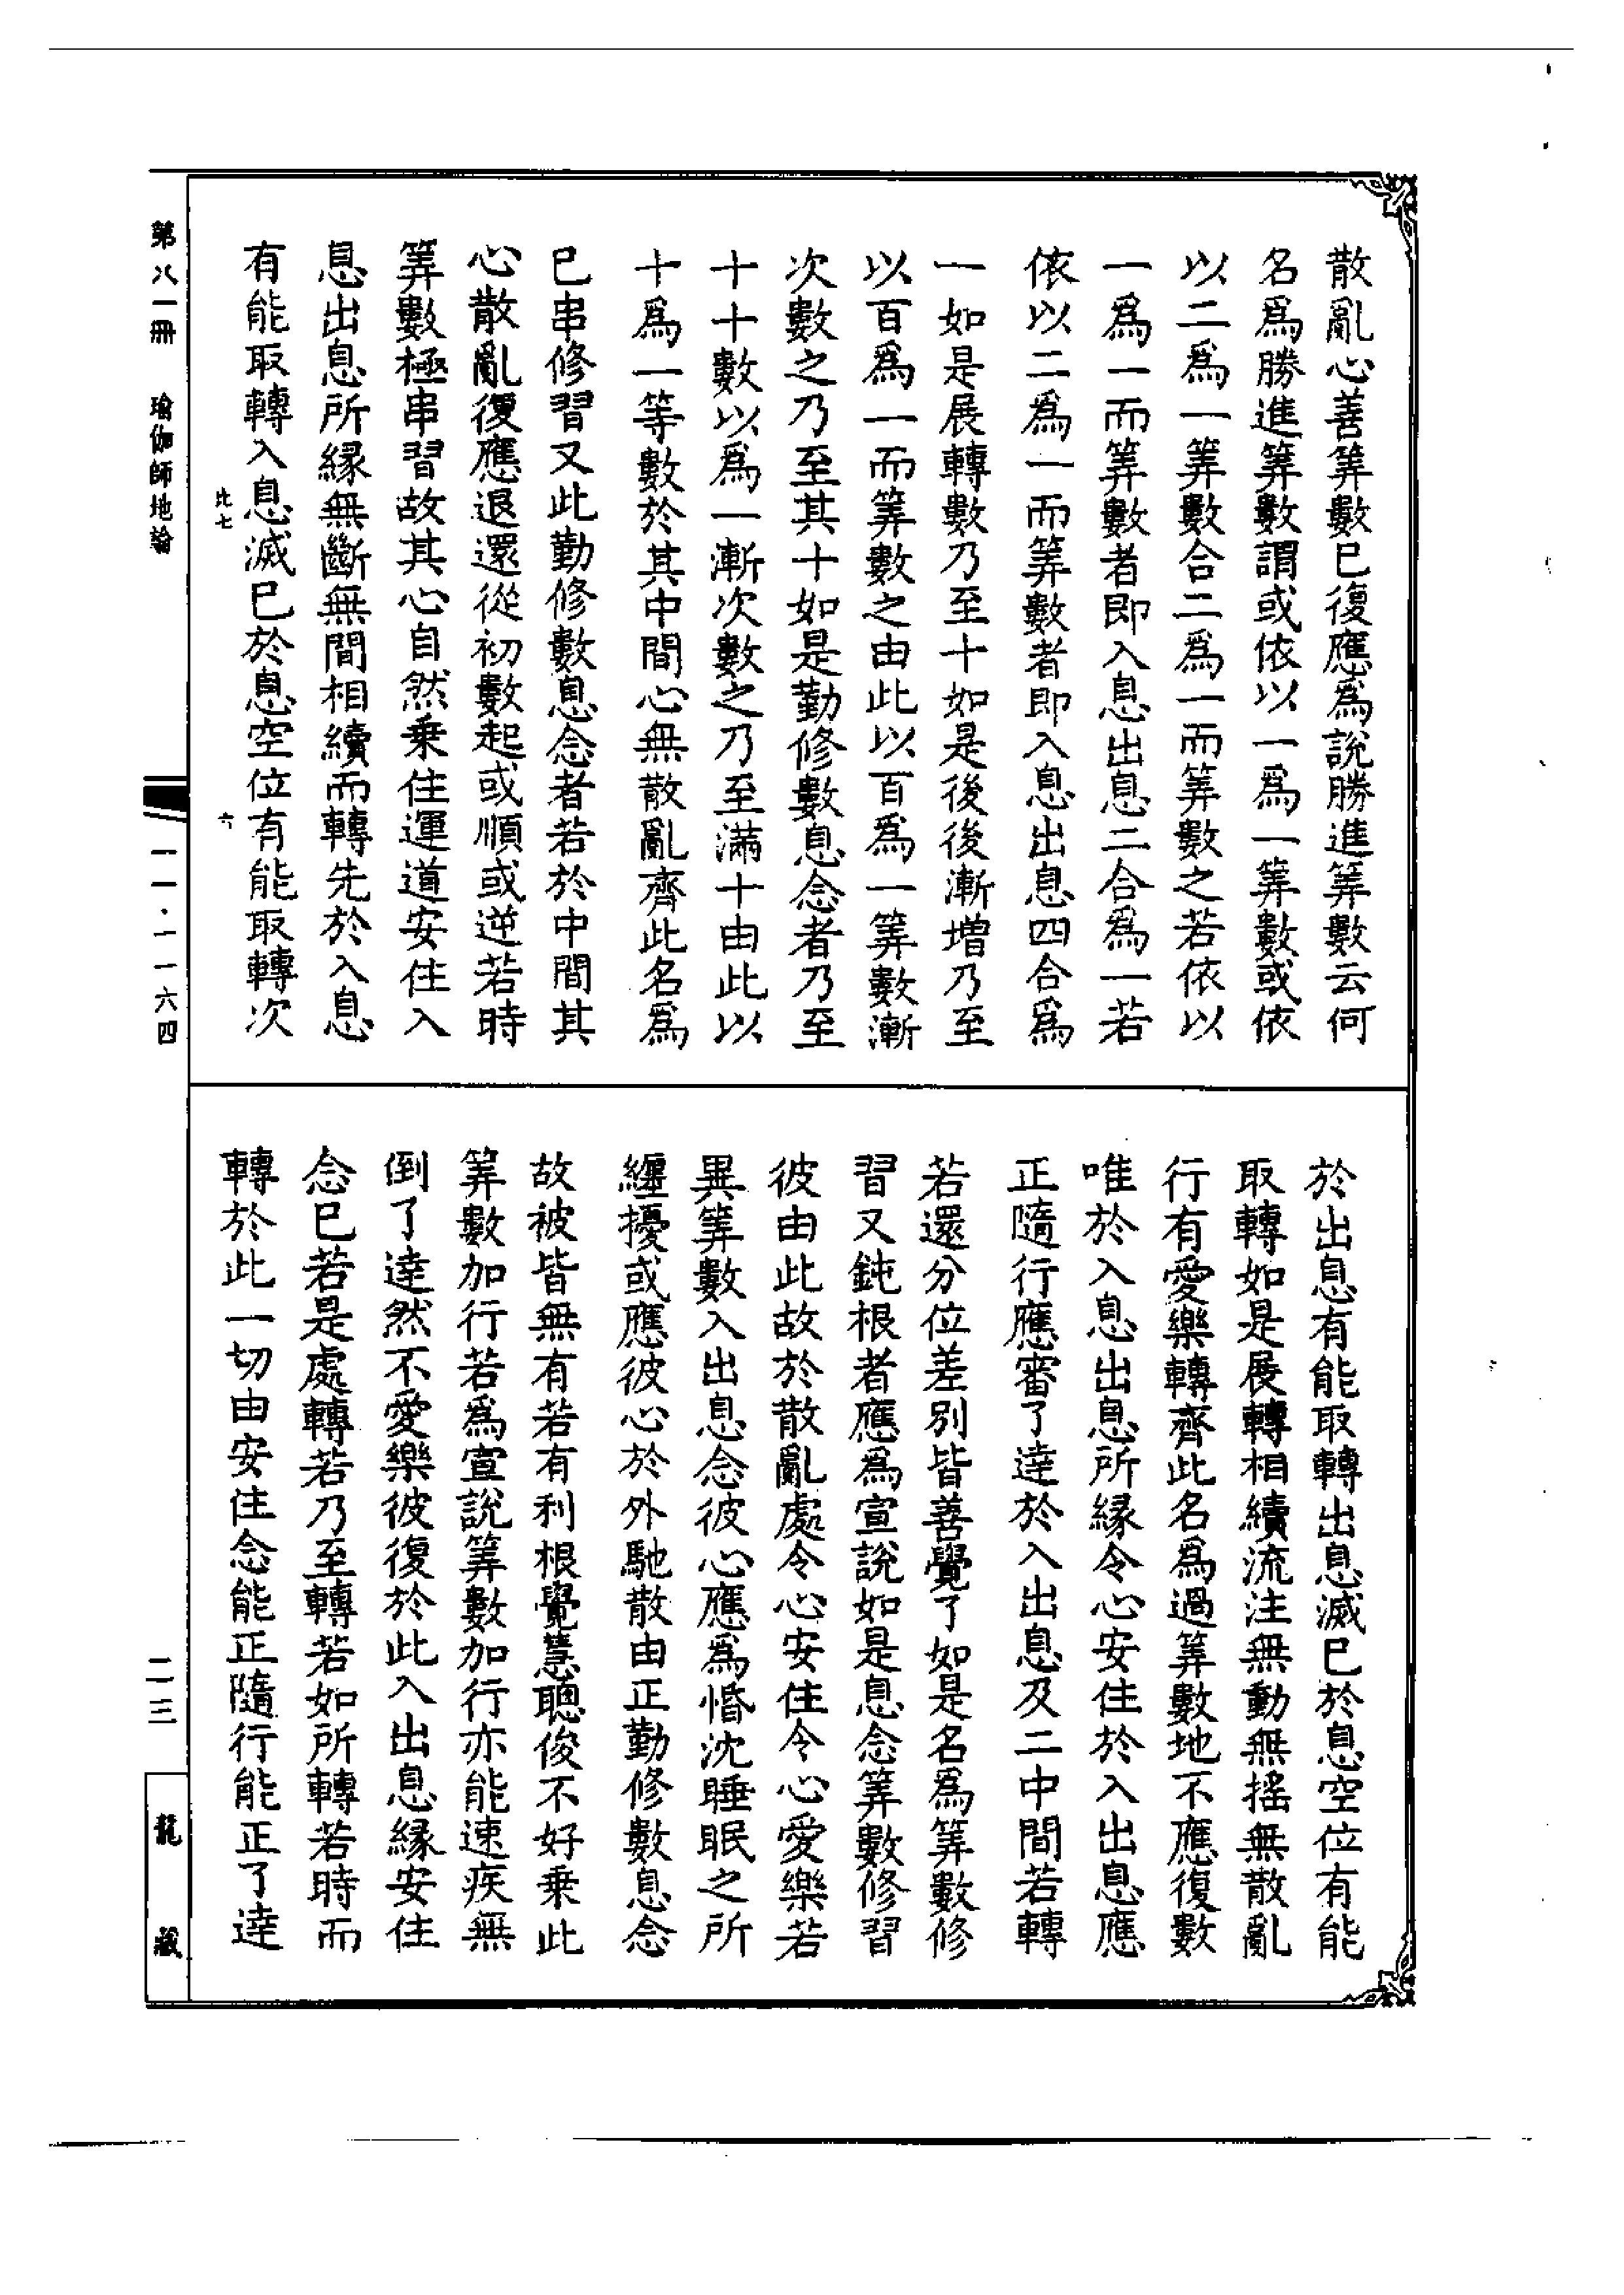 散亂心善筭數已復應爲說勝進筭數云何
名爲勝進筭數謂或依以一爲一筭數或依
以二爲一筭數合二爲一而筭數之若依以
一爲一而筭數者即入息出息二合爲一若
依以二爲一而筭數者即入息出息四合爲
一如是展轉數乃至十如是後後漸增乃至
以百爲一而筭數之由此以百爲一筭數漸
次數之乃至其十如是勤修數息念者乃至
十十數以爲一漸次數之乃至滿十由此以
十爲一等數於其中間心無散亂齊此名爲
已串修習又此勤修數息念者若於中間其
心散亂復應退還從初數起或順或逆若時
筭數極串習故其心自然乗住運道安住入
息出息所縁無斷無間相續而轉先於入息
有能取轉入息滅已於息空位有能取轉次
比七
六
第八一冊 瑜伽師地論 一一·一一六四
於出息有能取轉出息滅已於息空位有能
取轉如是展轉相續流注無動無搖無散亂
行有愛樂轉齊此名爲過筭數地不應復數
唯於入息出息所縁令心安住於入出息應
正隨行應審了達於入出息及二中間若轉
若還分位差別皆善覺了如是名爲筭數修
習又鈍根者應爲宣說如是息念筭數修習
彼由此故於散亂處令心安住令心愛樂若
異筭數入出息念彼心應爲惛沈睡眠之所
纏擾或應彼心於外馳散由正勤修數息念
故彼皆無有若有利根覺慧聰俊不好乗此
筭數加行若爲宣說筭數加行亦能速疾無
倒了達然不愛樂彼復於此入出息縁安住
念已若是處轉若乃至轉若如所轉若時而
轉於此一切由安住念能正隨行能正了達
二三
龍藏